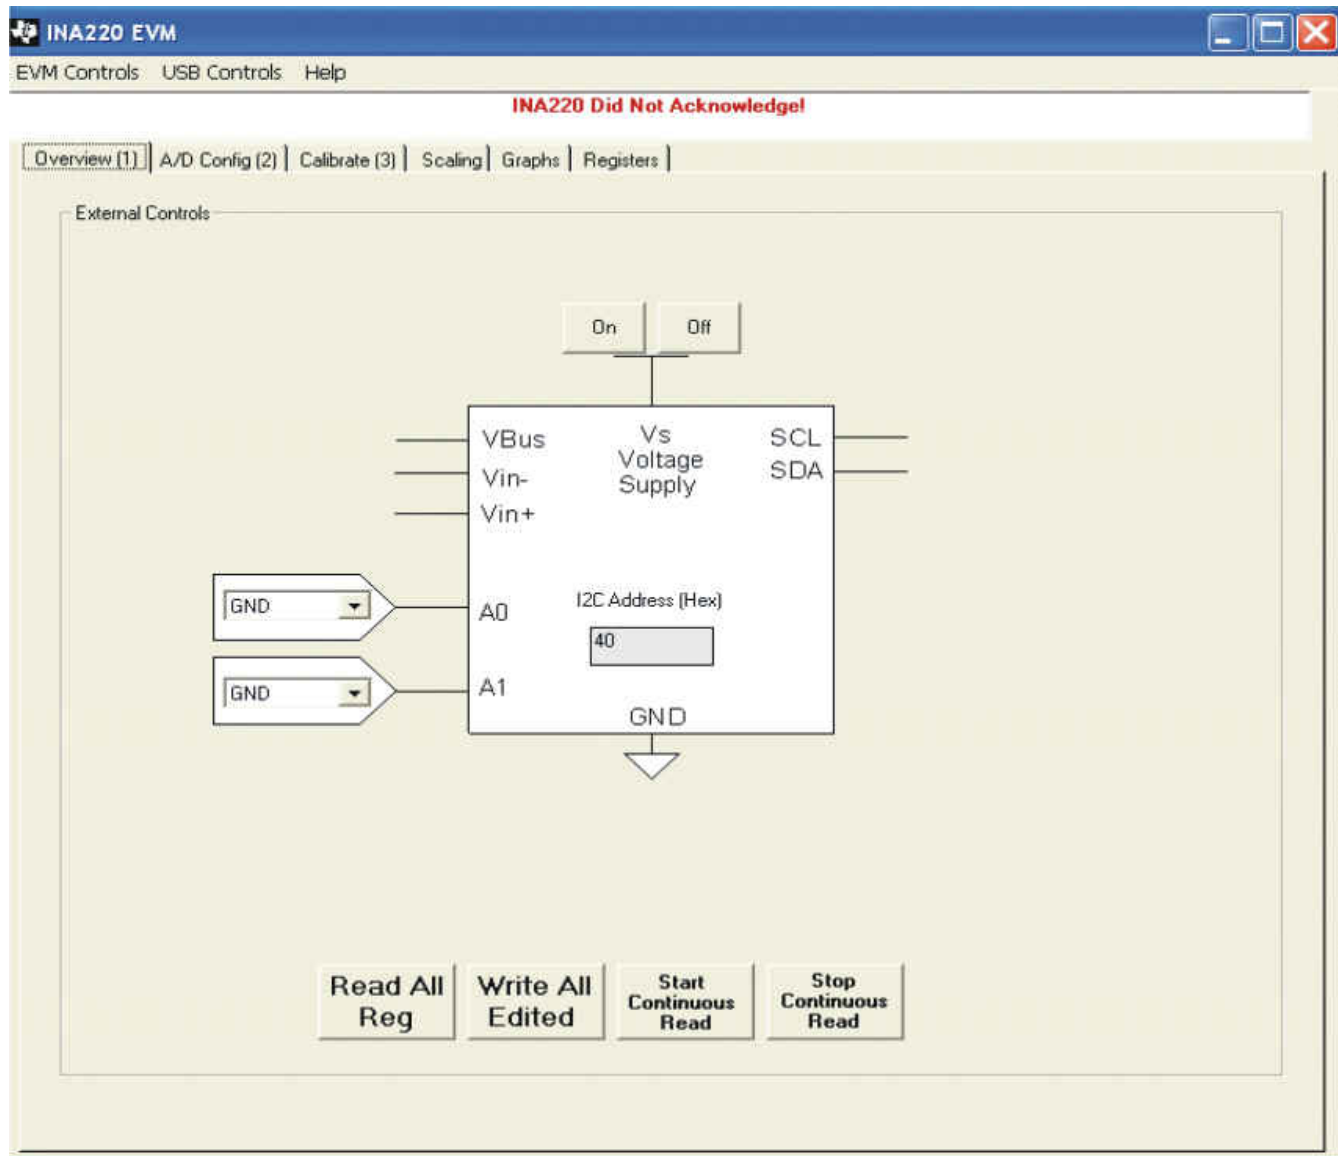 INA220 EVM
EVM Controls USB Controls Help
INA220 Did Not Acknowledge!
Overview (1) A/D Config (2) Calibrate (3) Scaling Graphs Registers
External Controls
On Off
VBus Vs SCL
Voltage
Vin- Supply SDA
Vin+
GND A0 I2C Address (Hex)
40
GND A1
GND
Read All Write All Start Stop
Reg Edited Continuous Continuous
Read Read